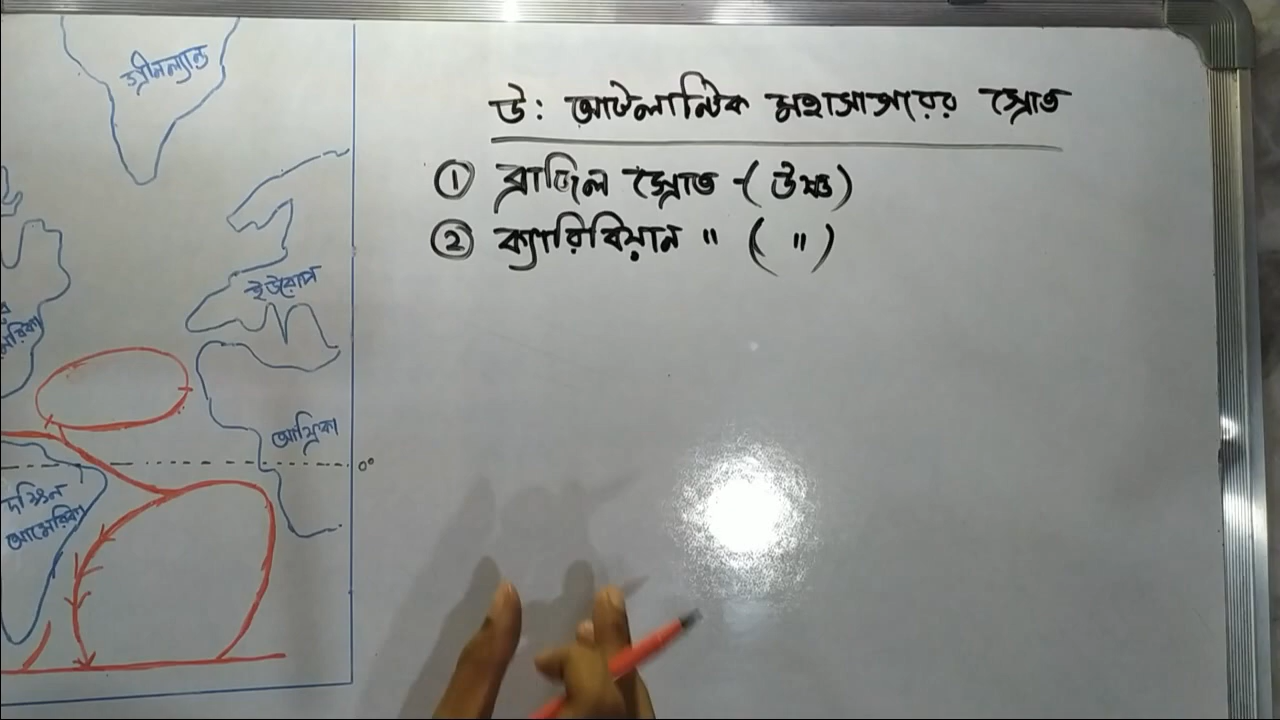 গ্রীনল্যান্ড
উঃ আটলান্টিক মহাসাগরের স্রোত
① ব্রাজিল স্রোত - (উষ্ণ)
② ক্যারিবিয়ান " ( " )
ইউরোপ
আফ্রিকা
0°
দক্ষিন
আমেরিকা